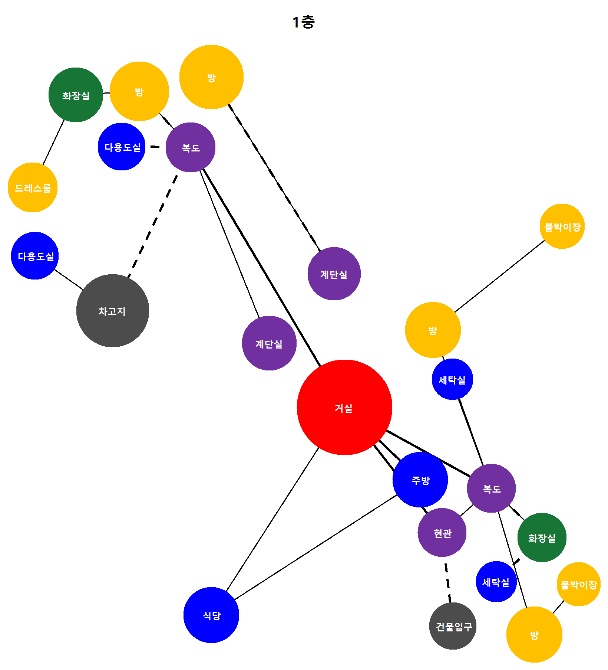 1층
방
방
화장실
다용도실
복도
드레스룸
붙박이장
다용도실
계단실
차고지
방
계단실
세탁실
거실
주방
복도
현관
화장실
세탁실
붙박이장
식당
건물입구
방